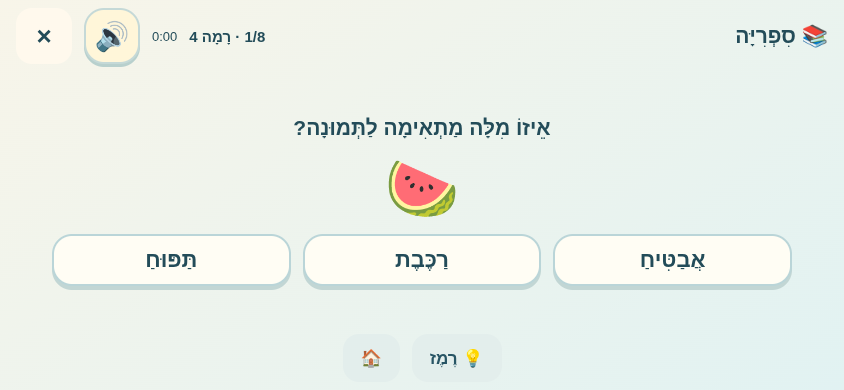 סִפְרִיָּה
1/8 · רָמָה 4
0:00
אֵיזוֹ מִלָּה מַתְאִימָה לַתְּמוּנָה?
אֲבַטִּיחַ
רַכֶּבֶת
תַּפּוּחַ
רֶמֶז